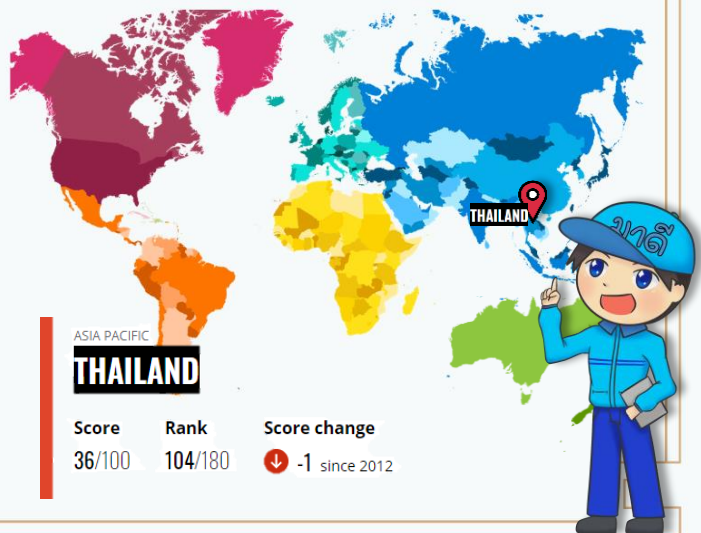 THAILAND
มาดี
ASIA PACIFIC
THAILAND
Score Rank Score change
36/100 104/180 -1 since 2012